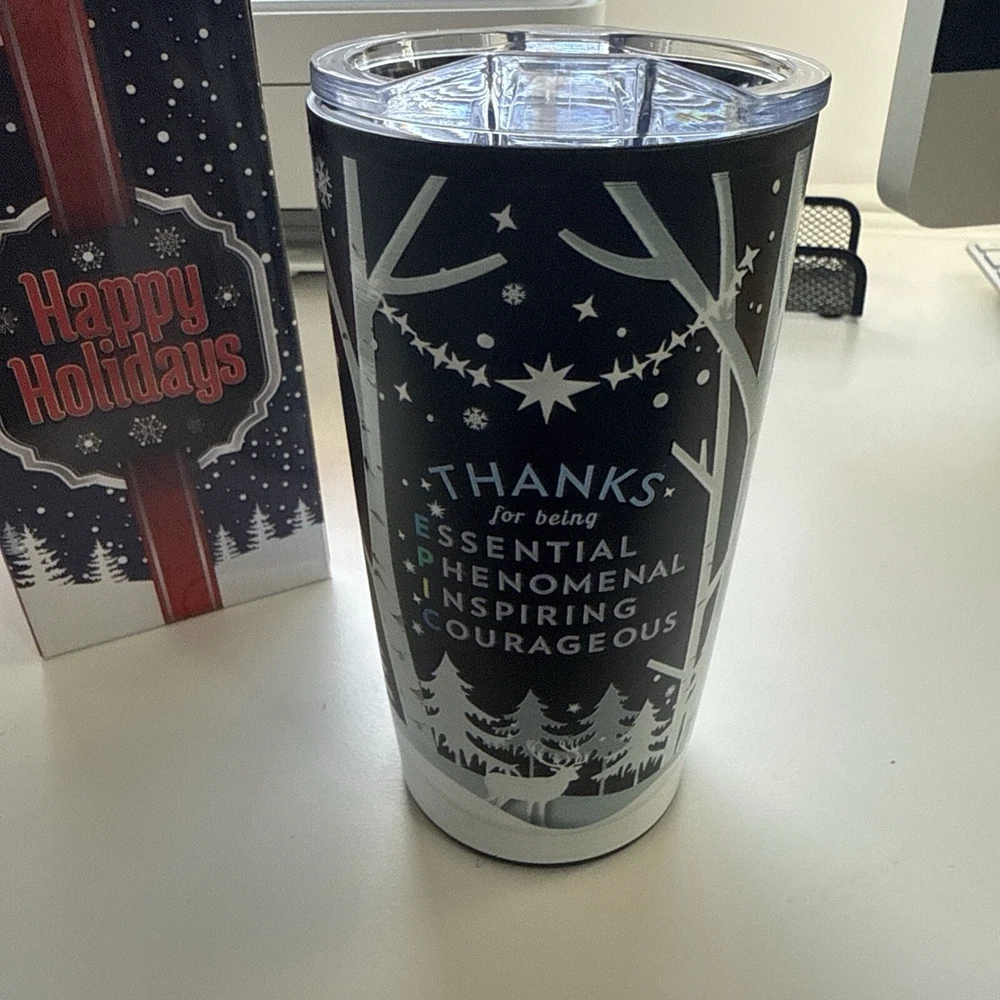 Happy
Holidays
THANKS
for being
ESSENTIAL
PHENOMENAL
INSPIRING
COURAGEOUS